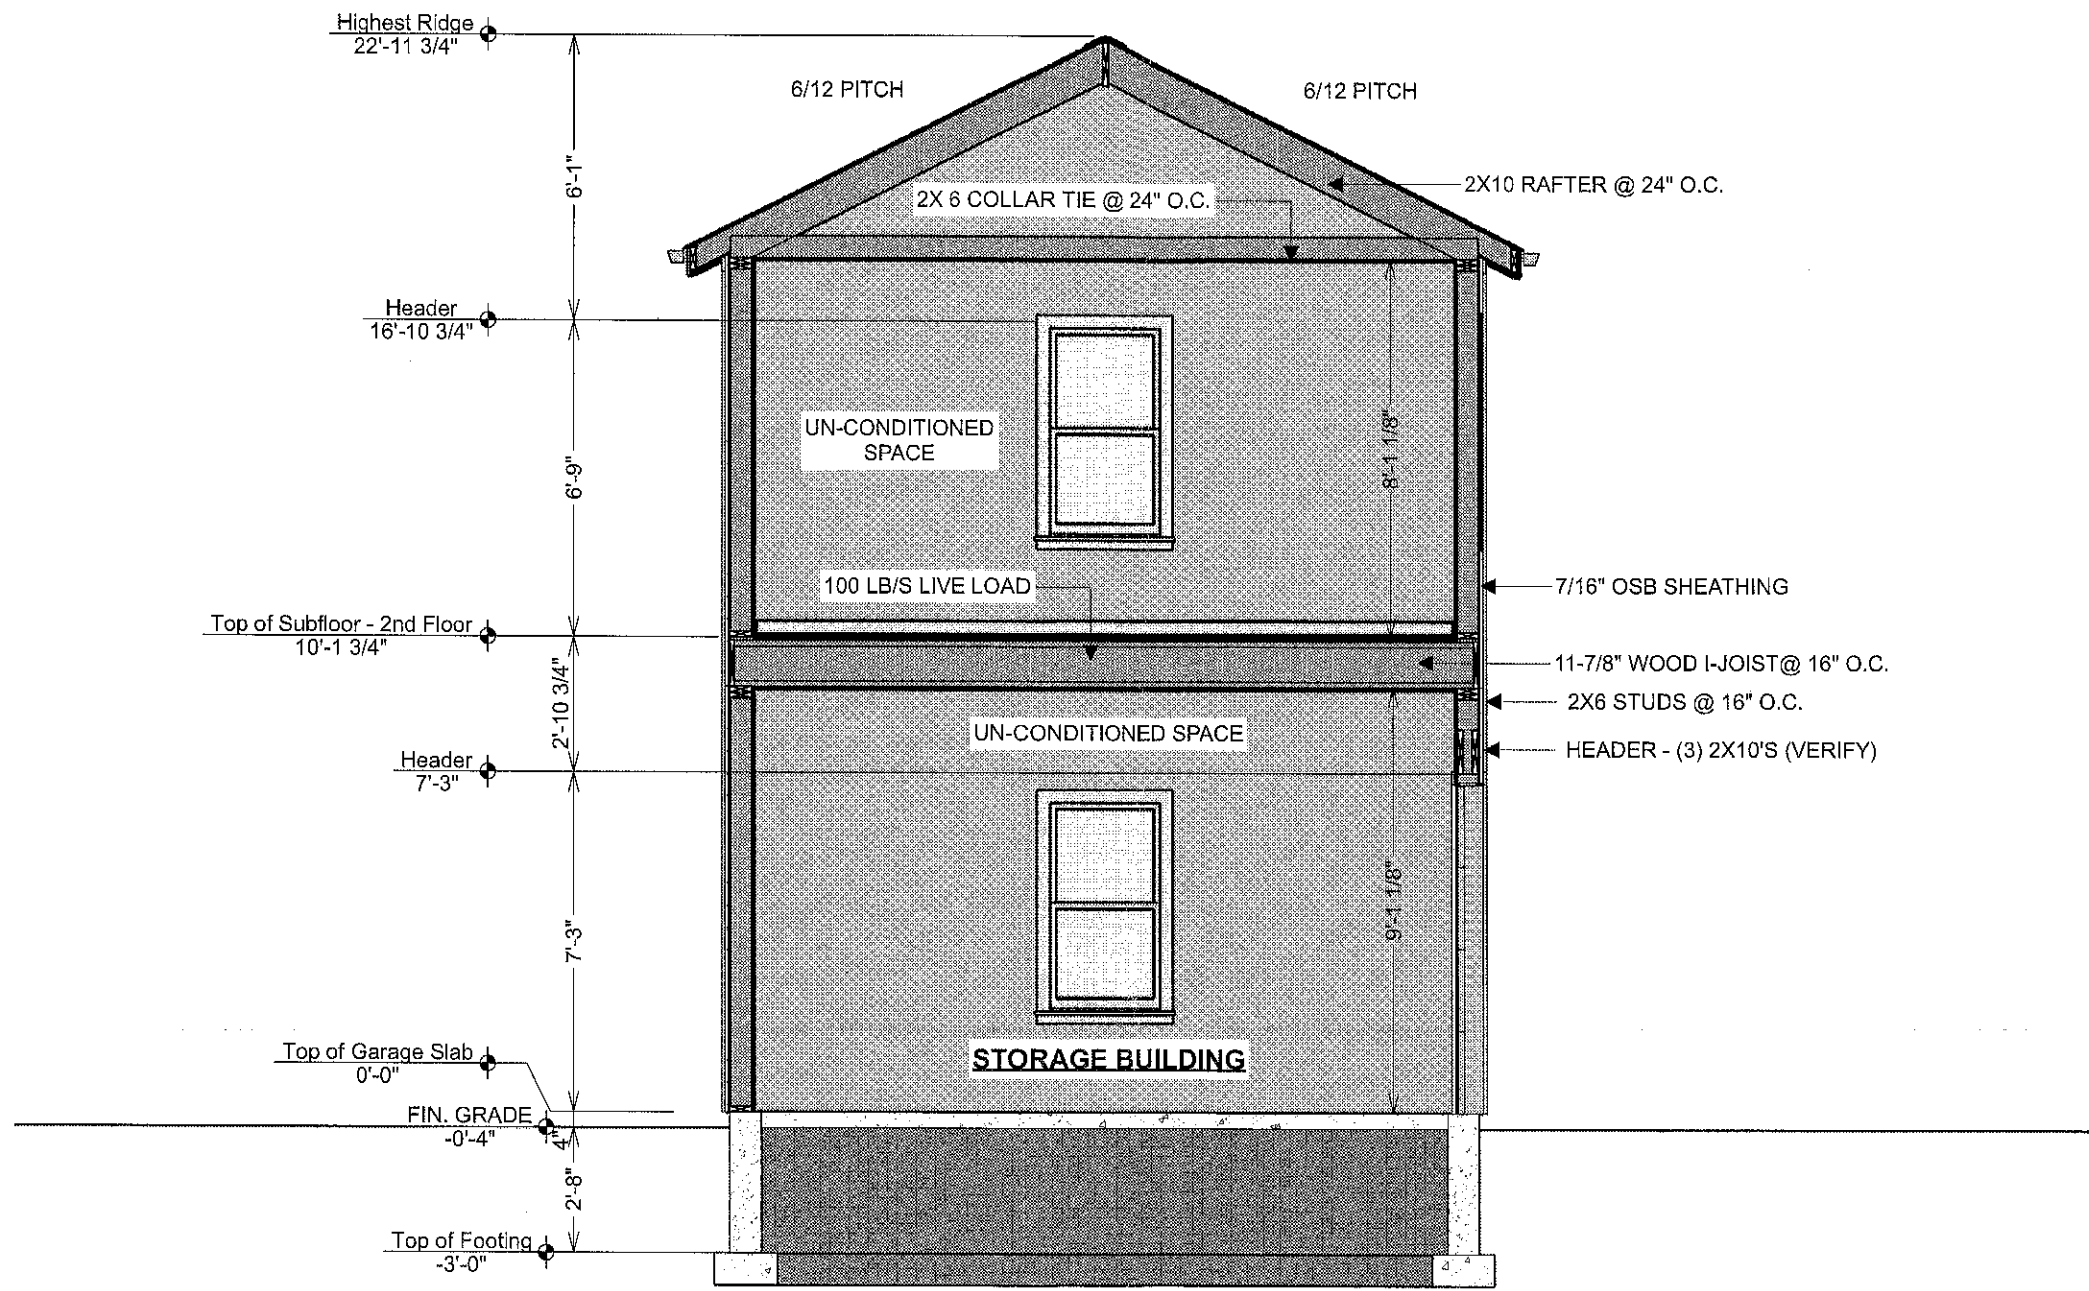 Highest Ridge
22'-11 3/4"
6/12 PITCH
6/12 PITCH
6'-1"
2X 6 COLLAR TIE @ 24" O.C.
2X10 RAFTER @ 24" O.C.
Header
16'-10 3/4"
UN-CONDITIONED
SPACE
8'-1 1/8"
6'-9"
100 LB/S LIVE LOAD
7/16" OSB SHEATHING
Top of Subfloor - 2nd Floor
10'-1 3/4"
11-7/8" WOOD I-JOIST@ 16" O.C.
2X6 STUDS @ 16" O.C.
2'-10 3/4"
UN-CONDITIONED SPACE
HEADER - (3) 2X10'S (VERIFY)
Header
7'-3"
9'-1 1/8"
7'-3"
Top of Garage Slab
0'-0"
STORAGE BUILDING
FIN. GRADE
-0'-4"
4"
2'-8"
Top of Footing
-3'-0"